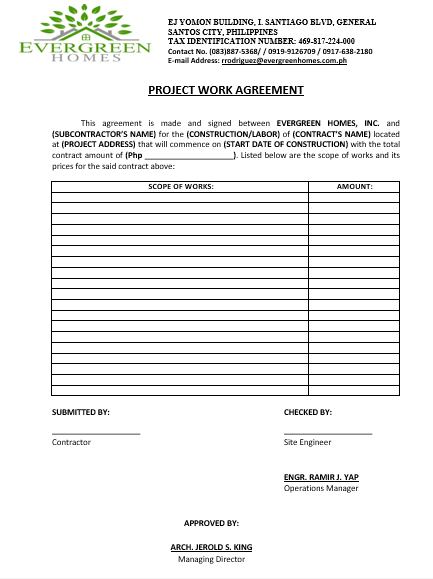 EVERGREEN
HOMES
EJ YOMION BUILDING, I. SANTIAGO BLVD, GENERAL
SANTOS CITY, PHILIPPINES
TAX IDENTIFICATION NUMBER: 469-817-224-000
Contact No. (083)887-5368/ / 0919-9126709 / 0917-638-2180
E-mail Address: rrodriguez@evergreenhomes.com.ph
PROJECT WORK AGREEMENT
This agreement is made and signed between EVERGREEN HOMES, INC. and
(SUBCONTRACTOR'S NAME) for the (CONSTRUCTION/LABOR) of (CONTRACT'S NAME) located
at (PROJECT ADDRESS) that will commence on (START DATE OF CONSTRUCTION) with the total
contract amount of (Php ____________________). Listed below are the scope of works and its
prices for the said contract above:
SCOPE OF WORKS: AMOUNT:
SUBMITTED BY: CHECKED BY:
____________________ ____________________
Contractor Site Engineer
ENGR. RAMIR J. YAP
Operations Manager
APPROVED BY:
ARCH. JEROLD S. KING
Managing Director